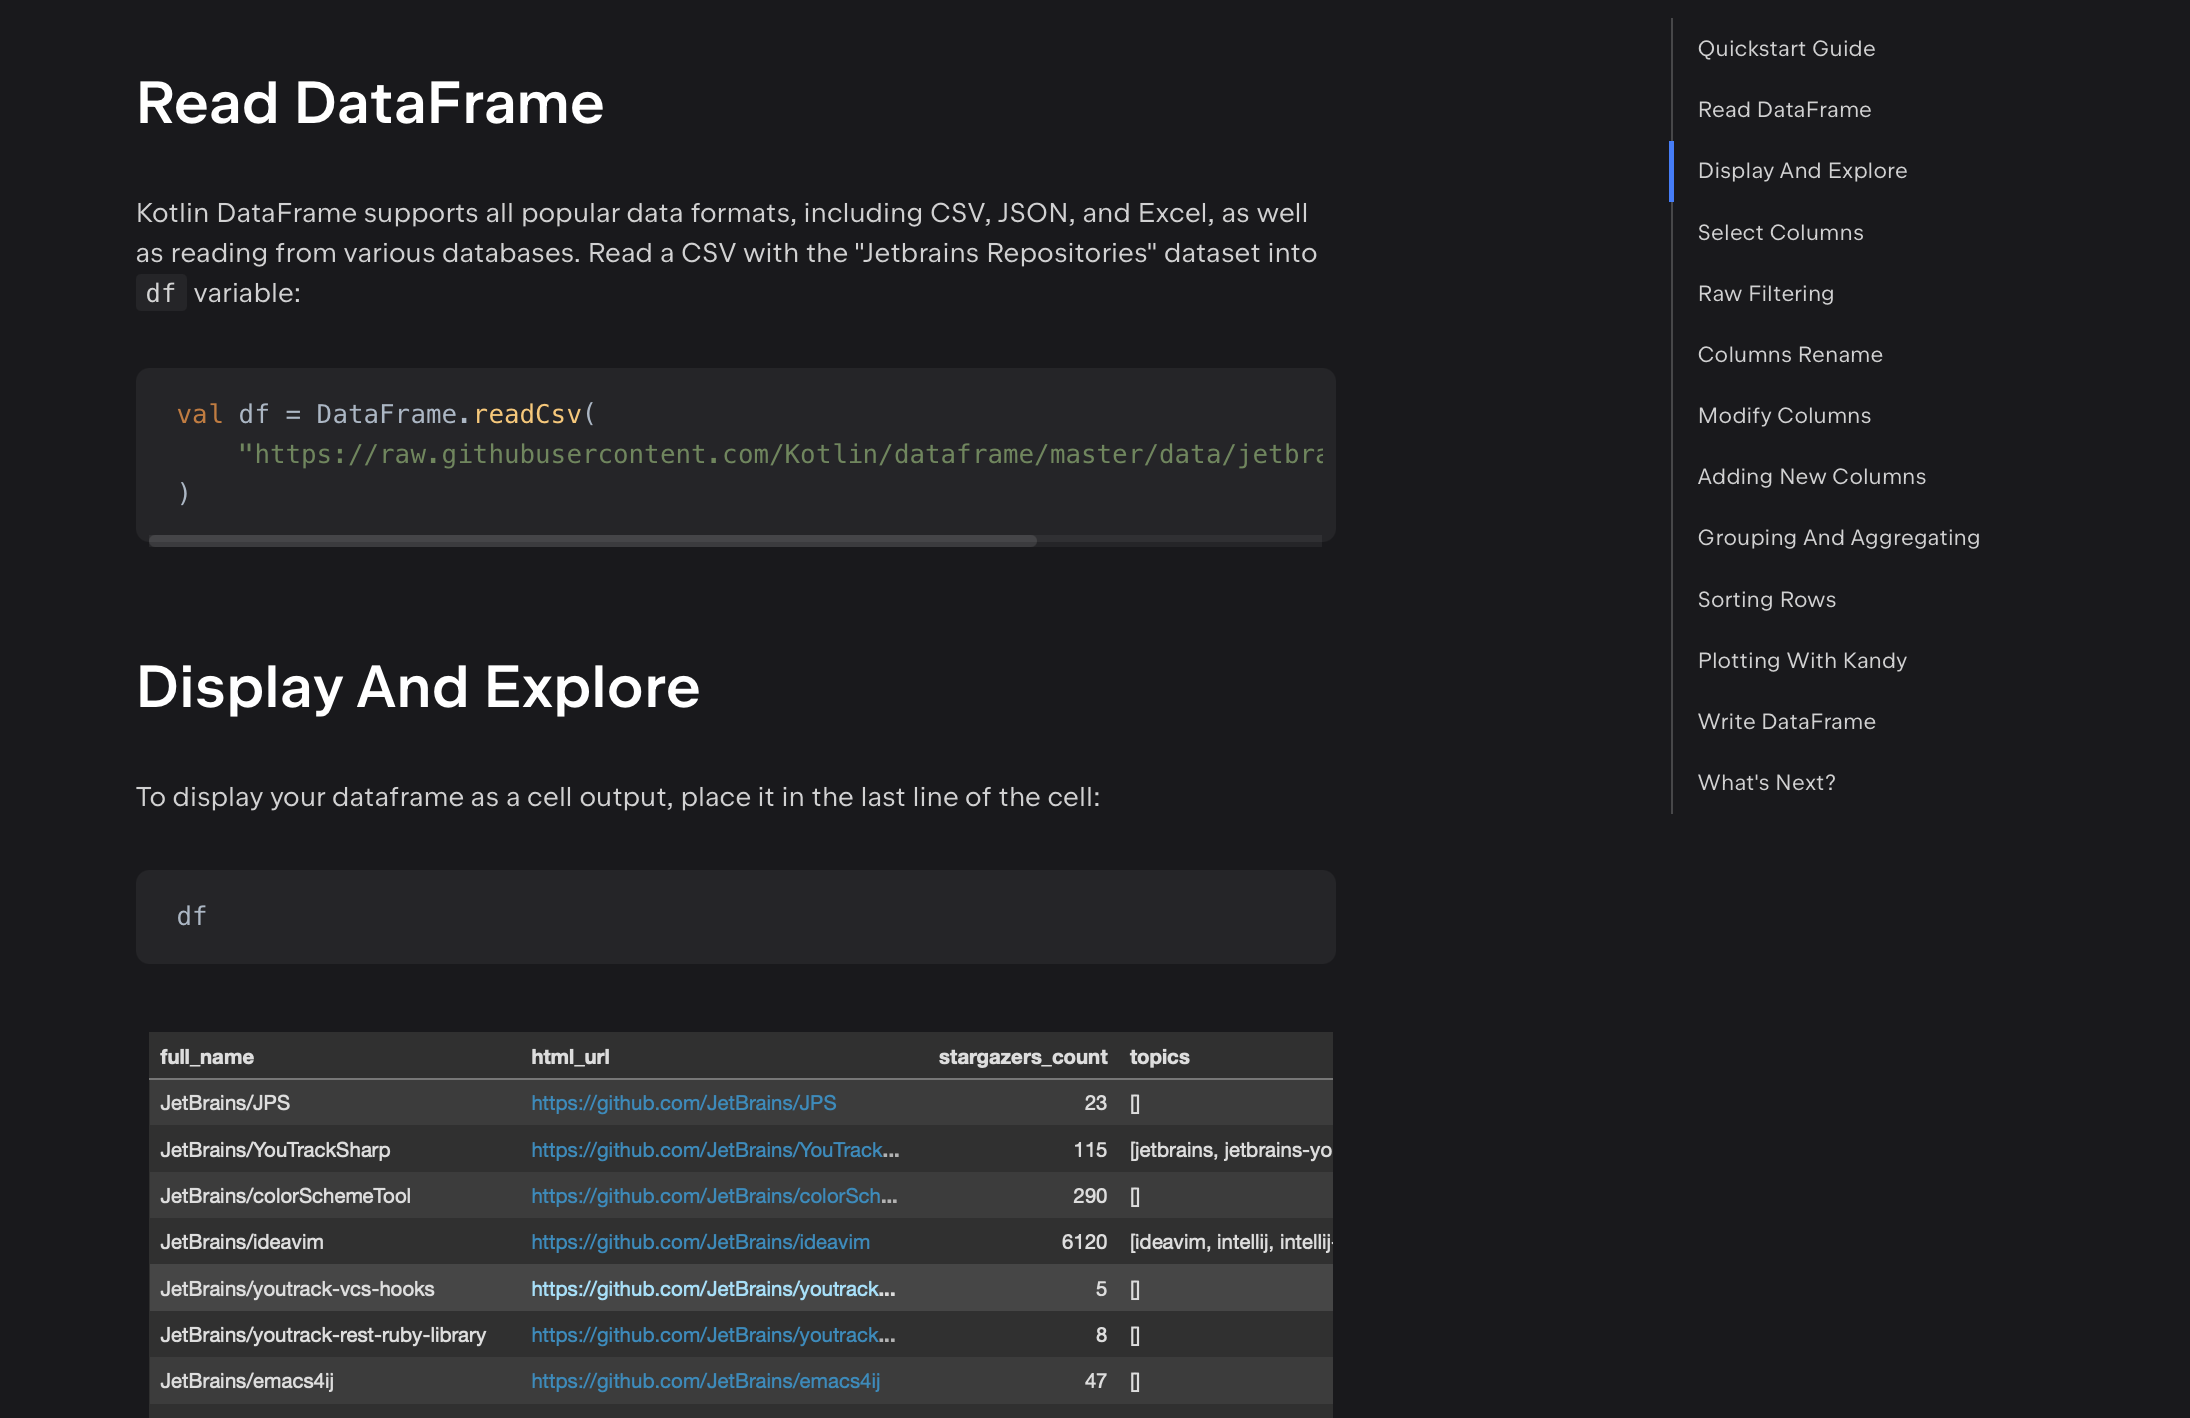 Read DataFrame
Kotlin DataFrame supports all popular data formats, including CSV, JSON, and Excel, as well
as reading from various databases. Read a CSV with the "Jetbrains Repositories" dataset into
df variable:
val df = DataFrame.readCsv(
"https://raw.githubusercontent.com/Kotlin/dataframe/master/data/jetbra
)
Display And Explore
To display your dataframe as a cell output, place it in the last line of the cell:
df
full_name html_url stargazers_count topics
JetBrains/JPS https://github.com/JetBrains/JPS 23 []
JetBrains/YouTrackSharp https://github.com/JetBrains/YouTrack... 115 [jetbrains, jetbrains-yo
JetBrains/colorSchemeTool https://github.com/JetBrains/colorSch... 290 []
JetBrains/ideavim https://github.com/JetBrains/ideavim 6120 [ideavim, intellij, intellij-
JetBrains/youtrack-vcs-hooks https://github.com/JetBrains/youtrack... 5 []
JetBrains/youtrack-rest-ruby-library https://github.com/JetBrains/youtrack... 8 []
JetBrains/emacs4ij https://github.com/JetBrains/emacs4ij 47 []
Quickstart Guide
Read DataFrame
Display And Explore
Select Columns
Raw Filtering
Columns Rename
Modify Columns
Adding New Columns
Grouping And Aggregating
Sorting Rows
Plotting With Kandy
Write DataFrame
What's Next?